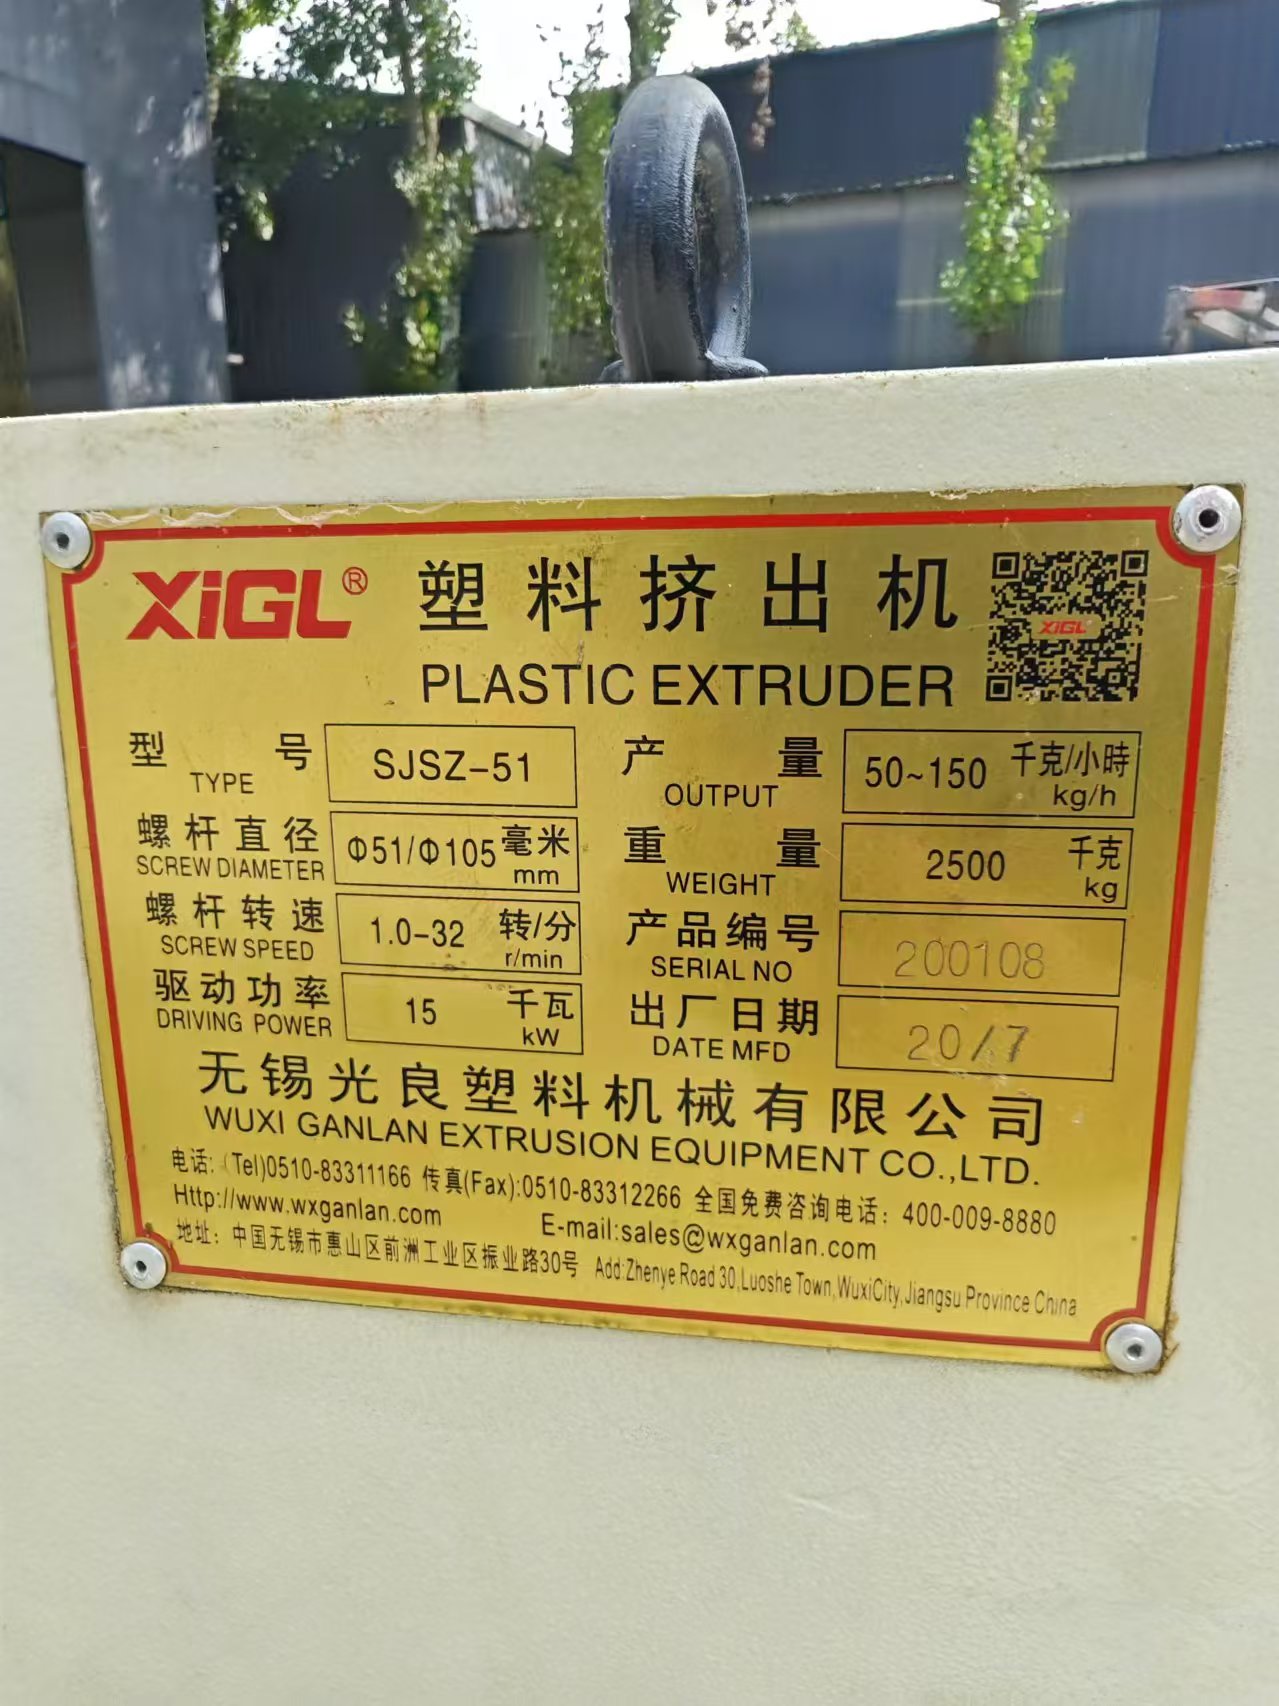 XiGL® 塑料挤出机
XiGL
PLASTIC EXTRUDER
型号 SJSZ-51 产量 50~150 千克/小時
TYPE OUTPUT kg/h
螺杆直径 Φ51/Φ105 毫米 重量 2500 千克
SCREW DIAMETER mm WEIGHT kg
螺杆转速 1.0-32 转/分 产品编号 200108
SCREW SPEED r/min SERIAL NO
驱动功率 15 千瓦 出厂日期 20/7
DRIVING POWER kW DATE MFD
无锡光良塑料机械有限公司
WUXI GANLAN EXTRUSION EQUIPMENT CO.,LTD.
电话: (Tel)0510-83311166 传真(Fax):0510-83312266 全国免费咨询电话: 400-009-8880
Http://www.wxganlan.com E-mail:sales@wxganlan.com
地址: 中国无锡市惠山区前洲工业区振业路30号 Add:Zhenye Road 30,Luoshe Town,WuxiCity,Jiangsu Province China